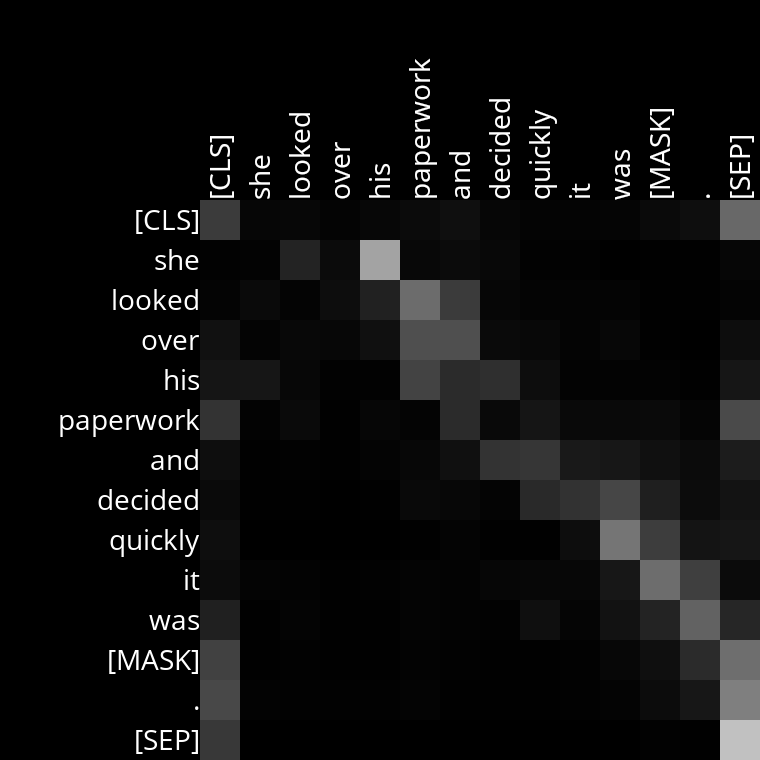 [CLS] she looked over his paperwork and decided quickly it was [MASK] . [SEP]
[CLS]
she
looked
over
his
paperwork
and
decided
quickly
it
was
[MASK]
.
[SEP]